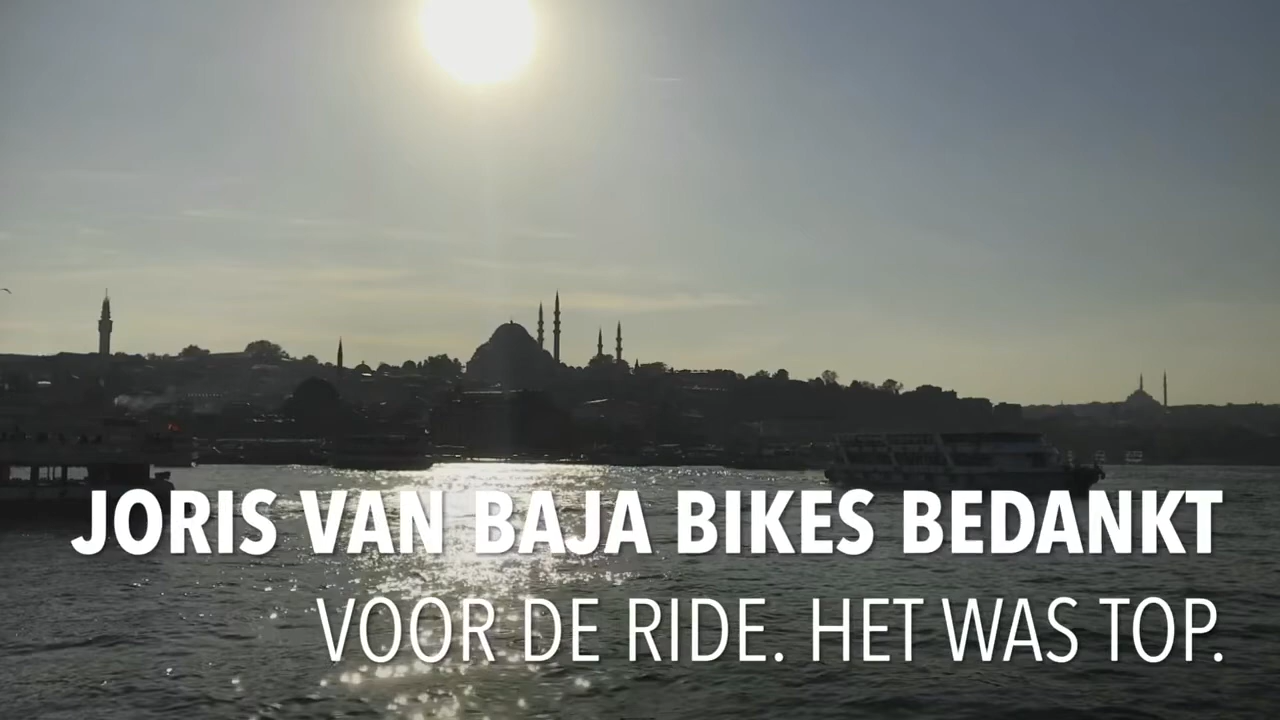 JORIS VAN BAJA BIKES BEDANKT
VOOR DE RIDE. HET WAS TOP.